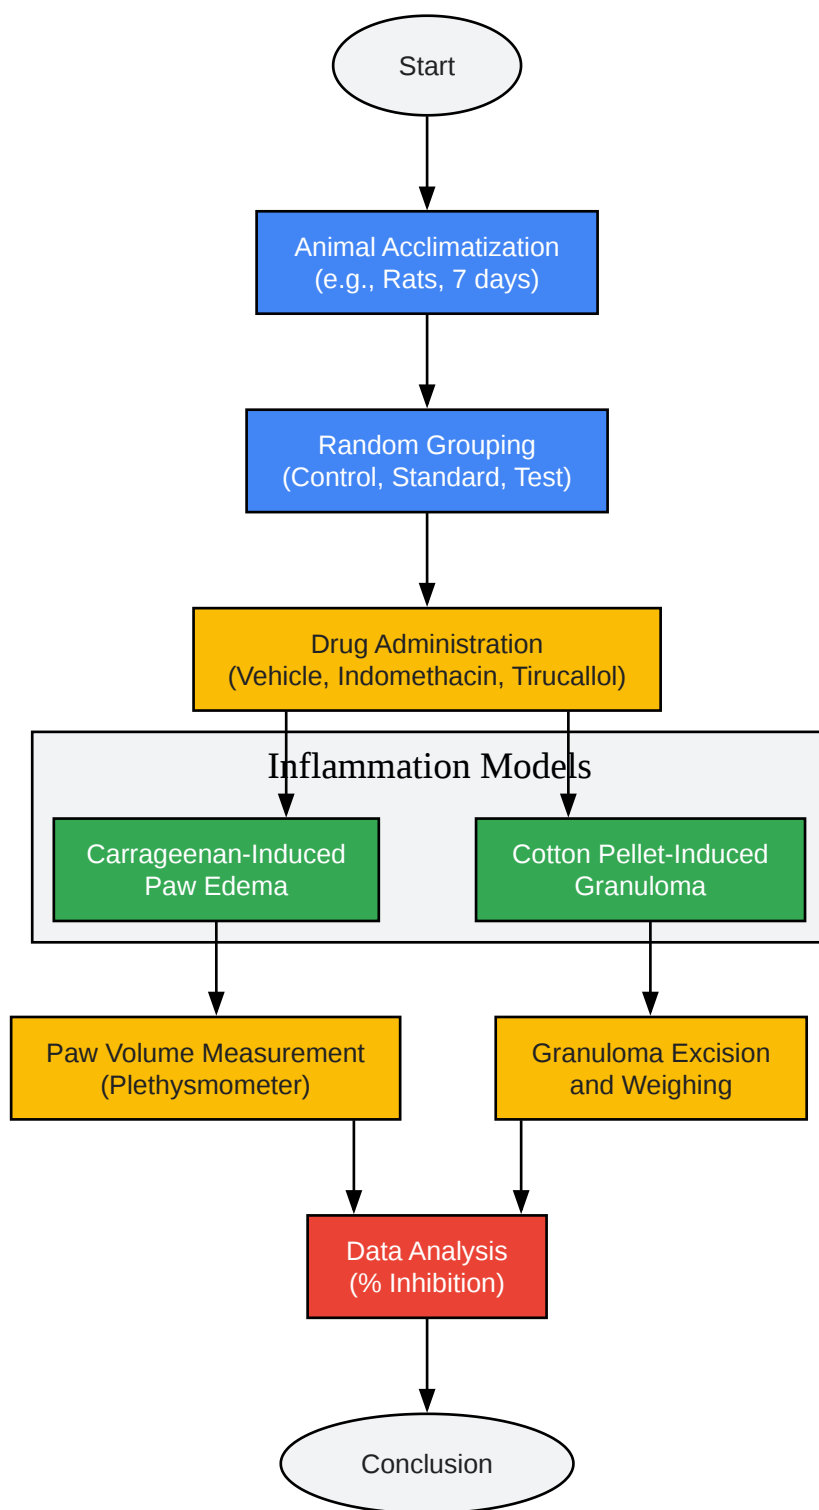 Start
Animal Acclimatization
(e.g., Rats, 7 days)
Random Grouping
(Control, Standard, Test)
Drug Administration
(Vehicle, Indomethacin, Tirucallol)
Inflammation Models
Carrageenan-Induced
Paw Edema
Cotton Pellet-Induced
Granuloma
Paw Volume Measurement
(Plethysmometer)
Granuloma Excision
and Weighing
Data Analysis
(% Inhibition)
Conclusion